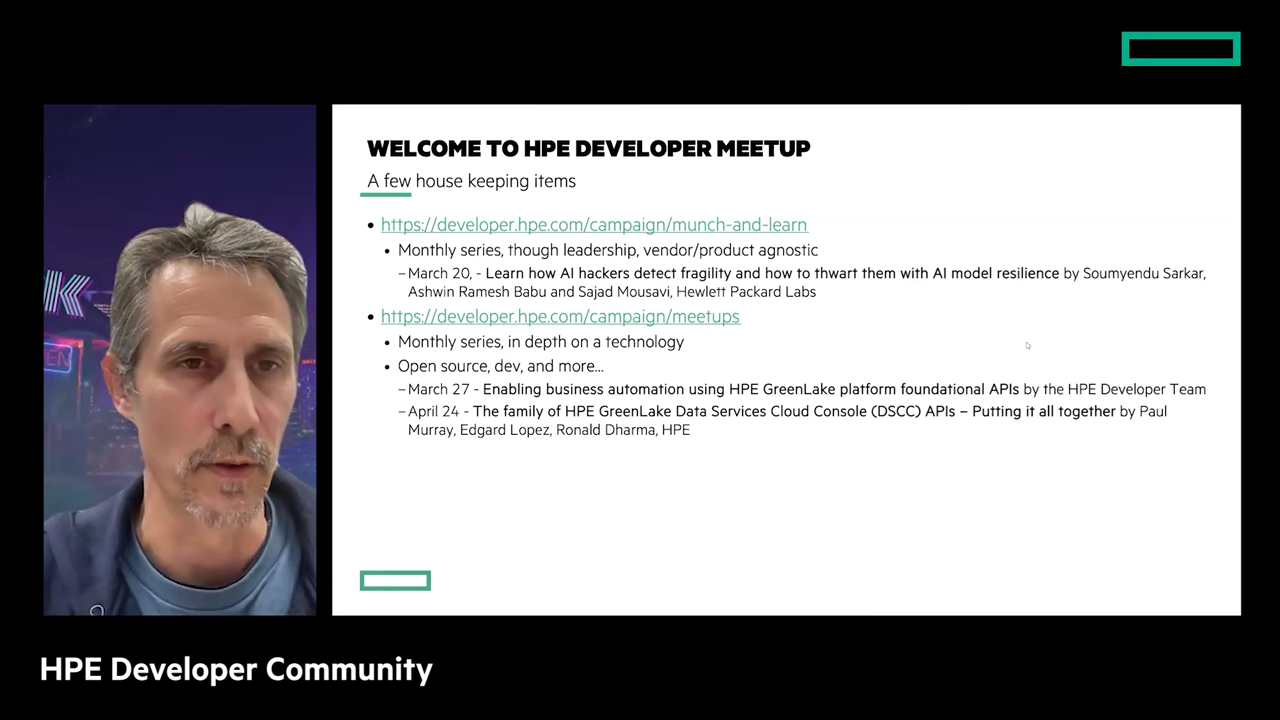 WELCOME TO HPE DEVELOPER MEETUP
A few house keeping items
• https://developer.hpe.com/campaign/munch-and-learn
• Monthly series, though leadership, vendor/product agnostic
– March 20, - Learn how AI hackers detect fragility and how to thwart them with AI model resilience by Soumyendu Sarkar,
Ashwin Ramesh Babu and Sajad Mousavi, Hewlett Packard Labs
• https://developer.hpe.com/campaign/meetups
• Monthly series, in depth on a technology
• Open source, dev, and more...
– March 27 - Enabling business automation using HPE GreenLake platform foundational APIs by the HPE Developer Team
– April 24 - The family of HPE GreenLake Data Services Cloud Console (DSCC) APIs – Putting it all together by Paul
Murray, Edgard Lopez, Ronald Dharma, HPE
HPE Developer Community